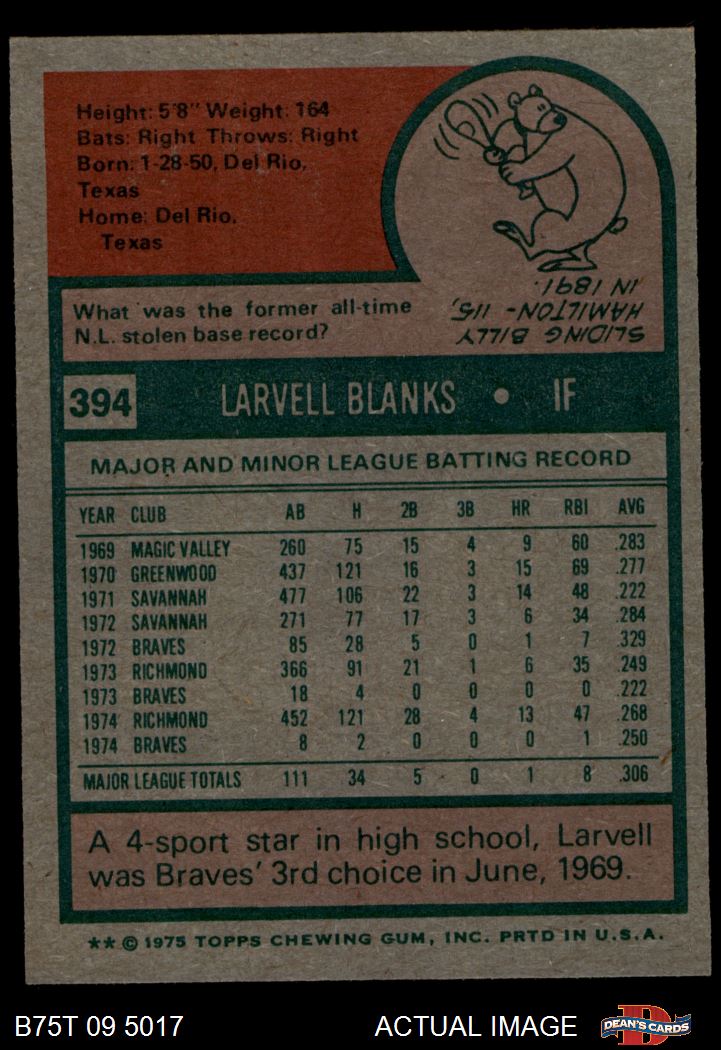 Height: 5'8" Weight: 164
Bats: Right Throws: Right
Born: 1-28-50, Del Rio,
Texas
Home: Del Rio,
Texas
What was the former all-time
N.L. stolen base record?
SLIDING BILLY
HAMILTON - 115,
IN 1891.
394 LARVELL BLANKS • IF
MAJOR AND MINOR LEAGUE BATTING RECORD
YEAR CLUB AB H 2B 3B HR RBI AVG
1969 MAGIC VALLEY 260 75 15 4 9 60 .283
1970 GREENWOOD 437 121 16 3 15 69 .277
1971 SAVANNAH 477 106 22 3 14 48 .222
1972 SAVANNAH 271 77 17 3 6 34 .284
1972 BRAVES 85 28 5 0 1 7 .329
1973 RICHMOND 366 91 21 1 6 35 .249
1973 BRAVES 18 4 0 0 0 0 .222
1974 RICHMOND 452 121 28 4 13 47 .268
1974 BRAVES 8 2 0 0 0 1 .250
MAJOR LEAGUE TOTALS 111 34 5 0 1 8 .306
A 4-sport star in high school, Larvell
was Braves' 3rd choice in June, 1969.
** © 1975 TOPPS CHEWING GUM, INC. PRTD IN U.S.A.
B75T 09 5017 ACTUAL IMAGE D DEAN'S CARDS